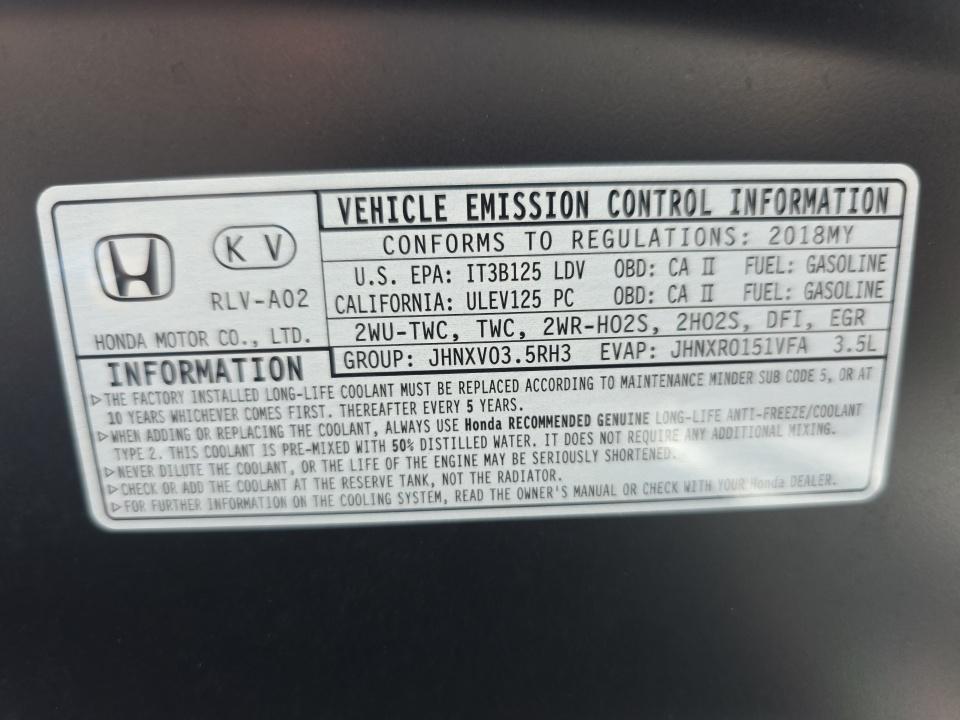 VEHICLE EMISSION CONTROL INFORMATION
KV
CONFORMS TO REGULATIONS: 2018MY
RLV-A02
U.S. EPA: IT3B125 LDV OBD: CA II FUEL: GASOLINE
CALIFORNIA: ULEV125 PC OBD: CA II FUEL: GASOLINE
HONDA MOTOR CO., LTD.
2WU-TWC, TWC, 2WR-HO2S, 2HO2S, DFI, EGR
GROUP: JHNXV03.5RH3 EVAP: JHNXR0151VFA 3.5L
INFORMATION
▷THE FACTORY INSTALLED LONG-LIFE COOLANT MUST BE REPLACED ACCORDING TO MAINTENANCE MINDER SUB CODE 5, OR AT
10 YEARS WHICHEVER COMES FIRST. THEREAFTER EVERY 5 YEARS.
▷WHEN ADDING OR REPLACING THE COOLANT, ALWAYS USE Honda RECOMMENDED GENUINE LONG-LIFE ANTI-FREEZE/COOLANT
TYPE 2. THIS COOLANT IS PRE-MIXED WITH 50% DISTILLED WATER. IT DOES NOT REQUIRE ANY ADDITIONAL MIXING.
▷NEVER DILUTE THE COOLANT, OR THE LIFE OF THE ENGINE MAY BE SERIOUSLY SHORTENED.
▷CHECK OR ADD THE COOLANT AT THE RESERVE TANK, NOT THE RADIATOR.
▷FOR FURTHER INFORMATION ON THE COOLING SYSTEM, READ THE OWNER'S MANUAL OR CHECK WITH YOUR Honda DEALER.